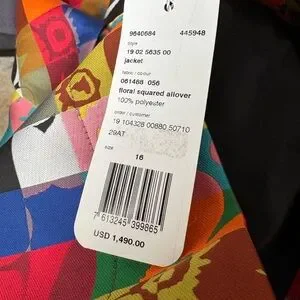 9640684 445948
style
19 02 5635 00
jacket
fabric / colour
061468 056
floral squared allover
100% polyester
order / customer
19 104328 00880 50710
29AT
size
16
7 613245 399865
USD 1,490.00